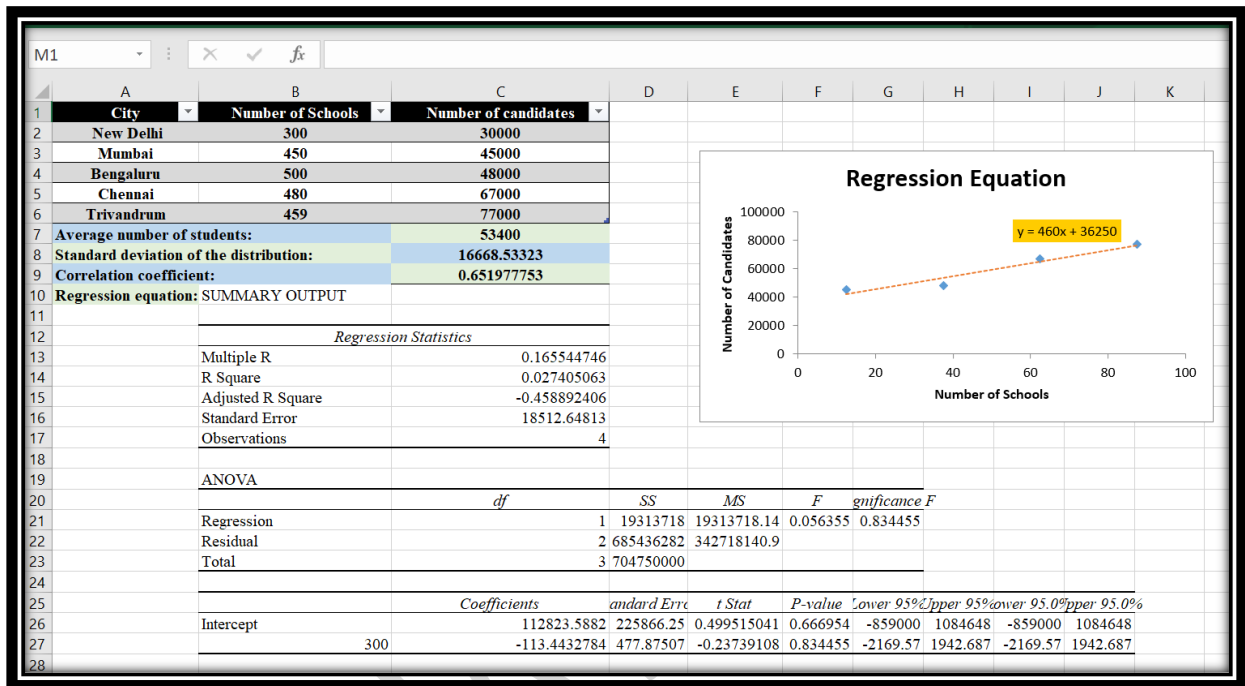 M1 fx
A B C D E F G H I J K
1 City Number of Schools Number of candidates
2 New Delhi 300 30000
3 Mumbai 450 45000
4 Bengaluru 500 48000
5 Chennai 480 67000
6 Trivandrum 459 77000
7 Average number of students: 53400
8 Standard deviation of the distribution: 16668.53323
9 Correlation coefficient: 0.651977753
10 Regression equation: SUMMARY OUTPUT
11
12 Regression Statistics
13 Multiple R 0.165544746
14 R Square 0.027405063
15 Adjusted R Square -0.458892406
16 Standard Error 18512.64813
17 Observations 4
18
19 ANOVA
20 df SS MS F gnificance F
21 Regression 1 19313718 19313718.14 0.056355 0.834455
22 Residual 2 685436282 342718140.9
23 Total 3 704750000
24
25 Coefficients andard Erro t Stat P-value Lower 95% Upper 95% ower 95.0% pper 95.0%
26 Intercept 112823.5882 225866.25 0.499515041 0.666954 -859000 1084648 -859000 1084648
27 300 -113.4432784 477.87507 -0.23739108 0.834455 -2169.57 1942.687 -2169.57 1942.687
28
Regression Equation
y = 460x + 36250
Number of Candidates
100000
80000
60000
40000
20000
0
0 20 40 60 80 100
Number of Schools